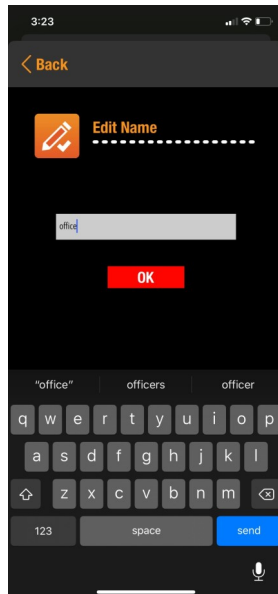 3:23
Back
Edit Name
office
OK
"office" officers officer
q w e r t y u i o p
a s d f g h j k l
z x c v b n m
123 space send